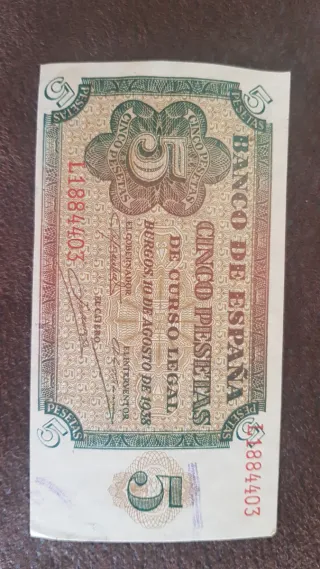 5 PESETAS
5 PESETAS
BANCO DE ESPAÑA
CINCO PESETAS
DE CURSO LEGAL
BURGOS, 10 DE AGOSTO DE 1938
EL GOBERNADOR
EL INTERVENTOR
EL CAJERO
CINCO PESETAS
5
CINCO PESETAS
L1884403
L1884403
5 PESETAS
5 PESETAS
5